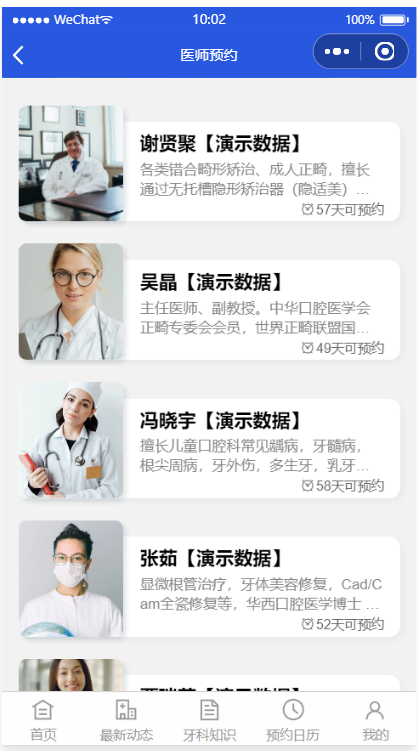 WeChat 10:02 100%
医师预约
谢贤聚【演示数据】
各类错合畸形矫治、成人正畸，擅长
通过无托槽隐形矫治器（隐适美）...
57天可预约
吴晶【演示数据】
主任医师、副教授。中华口腔医学会
正畸专委会会员，世界正畸联盟国...
49天可预约
冯晓宇【演示数据】
擅长儿童口腔科常见龋病，牙髓病，
根尖周病，牙外伤，多生牙，乳牙...
58天可预约
张茹【演示数据】
显微根管治疗，牙体美容修复，Cad/C
am全瓷修复等，华西口腔医学博士 ...
52天可预约
【演示数据】
首页 最新动态 牙科知识 预约日历 我的